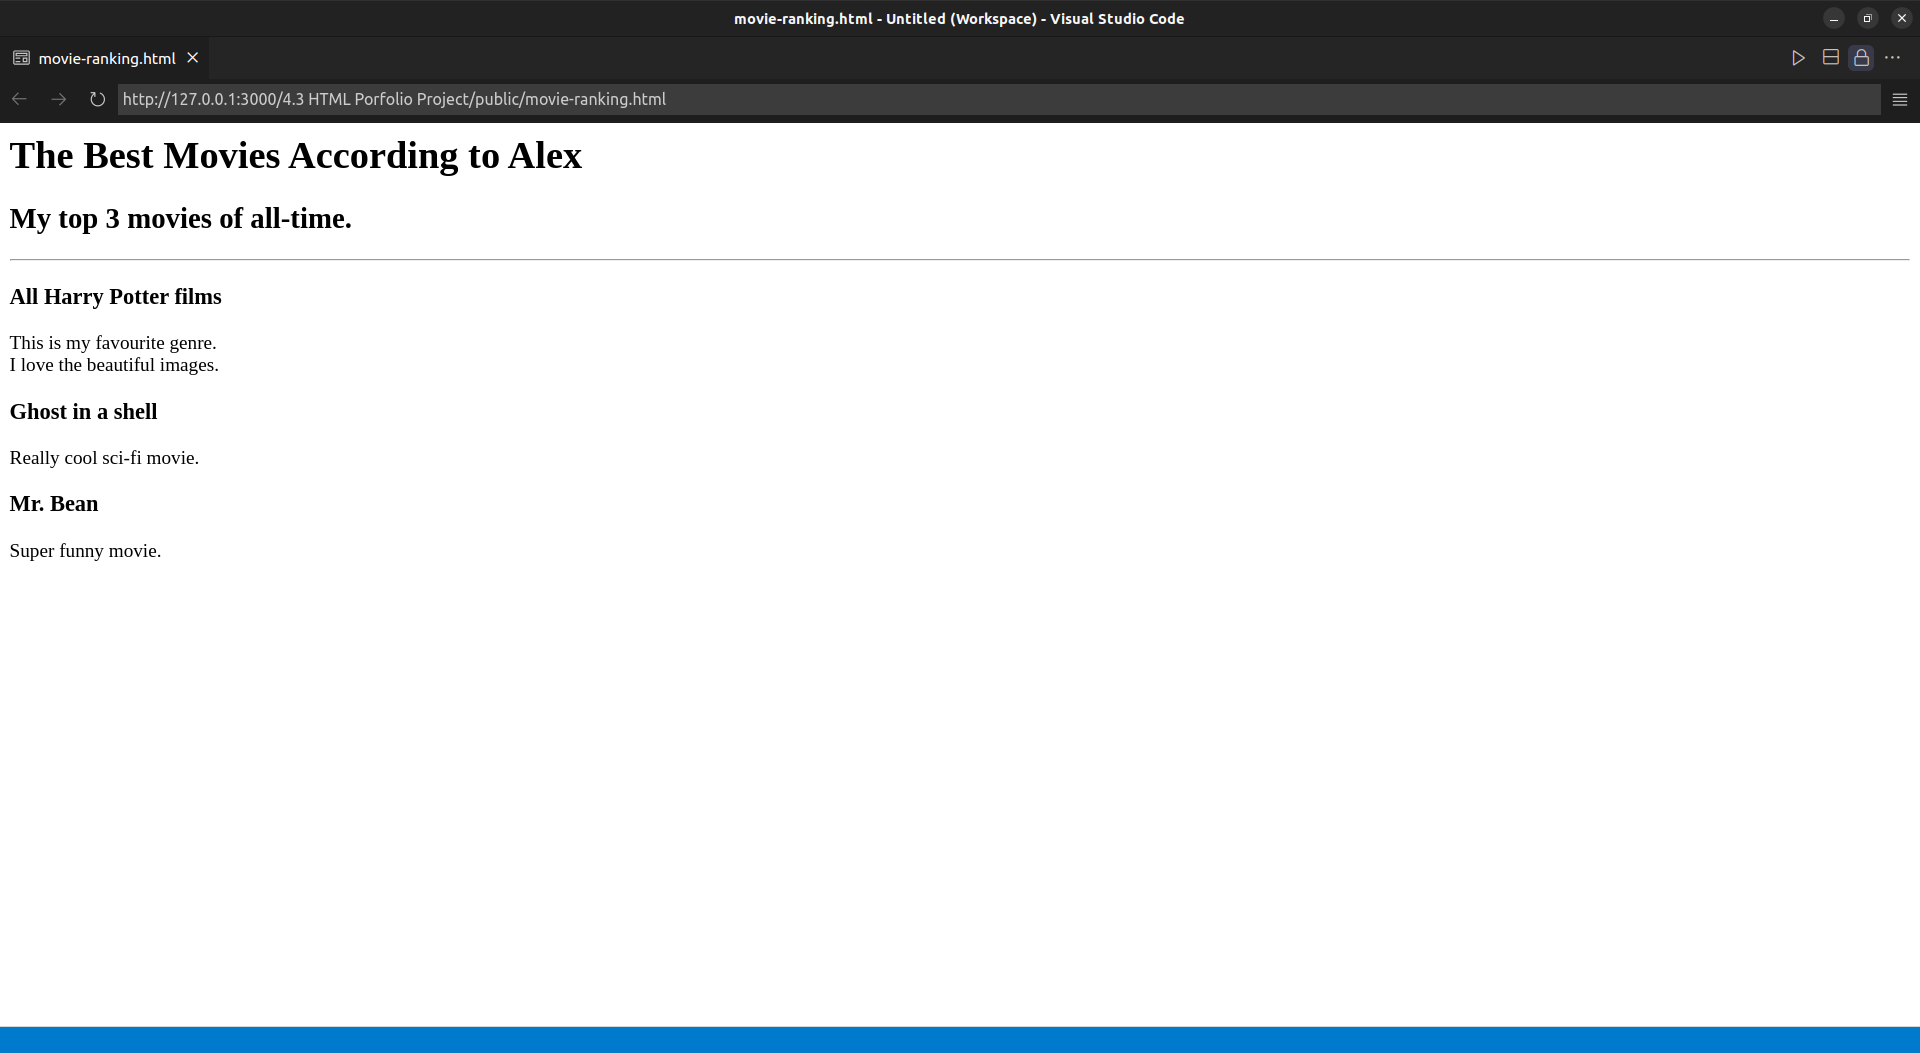 movie-ranking.html - Untitled (Workspace) - Visual Studio Code
movie-ranking.html
http://127.0.0.1:3000/4.3 HTML Porfolio Project/public/movie-ranking.html
The Best Movies According to Alex
My top 3 movies of all-time.
All Harry Potter films
This is my favourite genre.
I love the beautiful images.
Ghost in a shell
Really cool sci-fi movie.
Mr. Bean
Super funny movie.